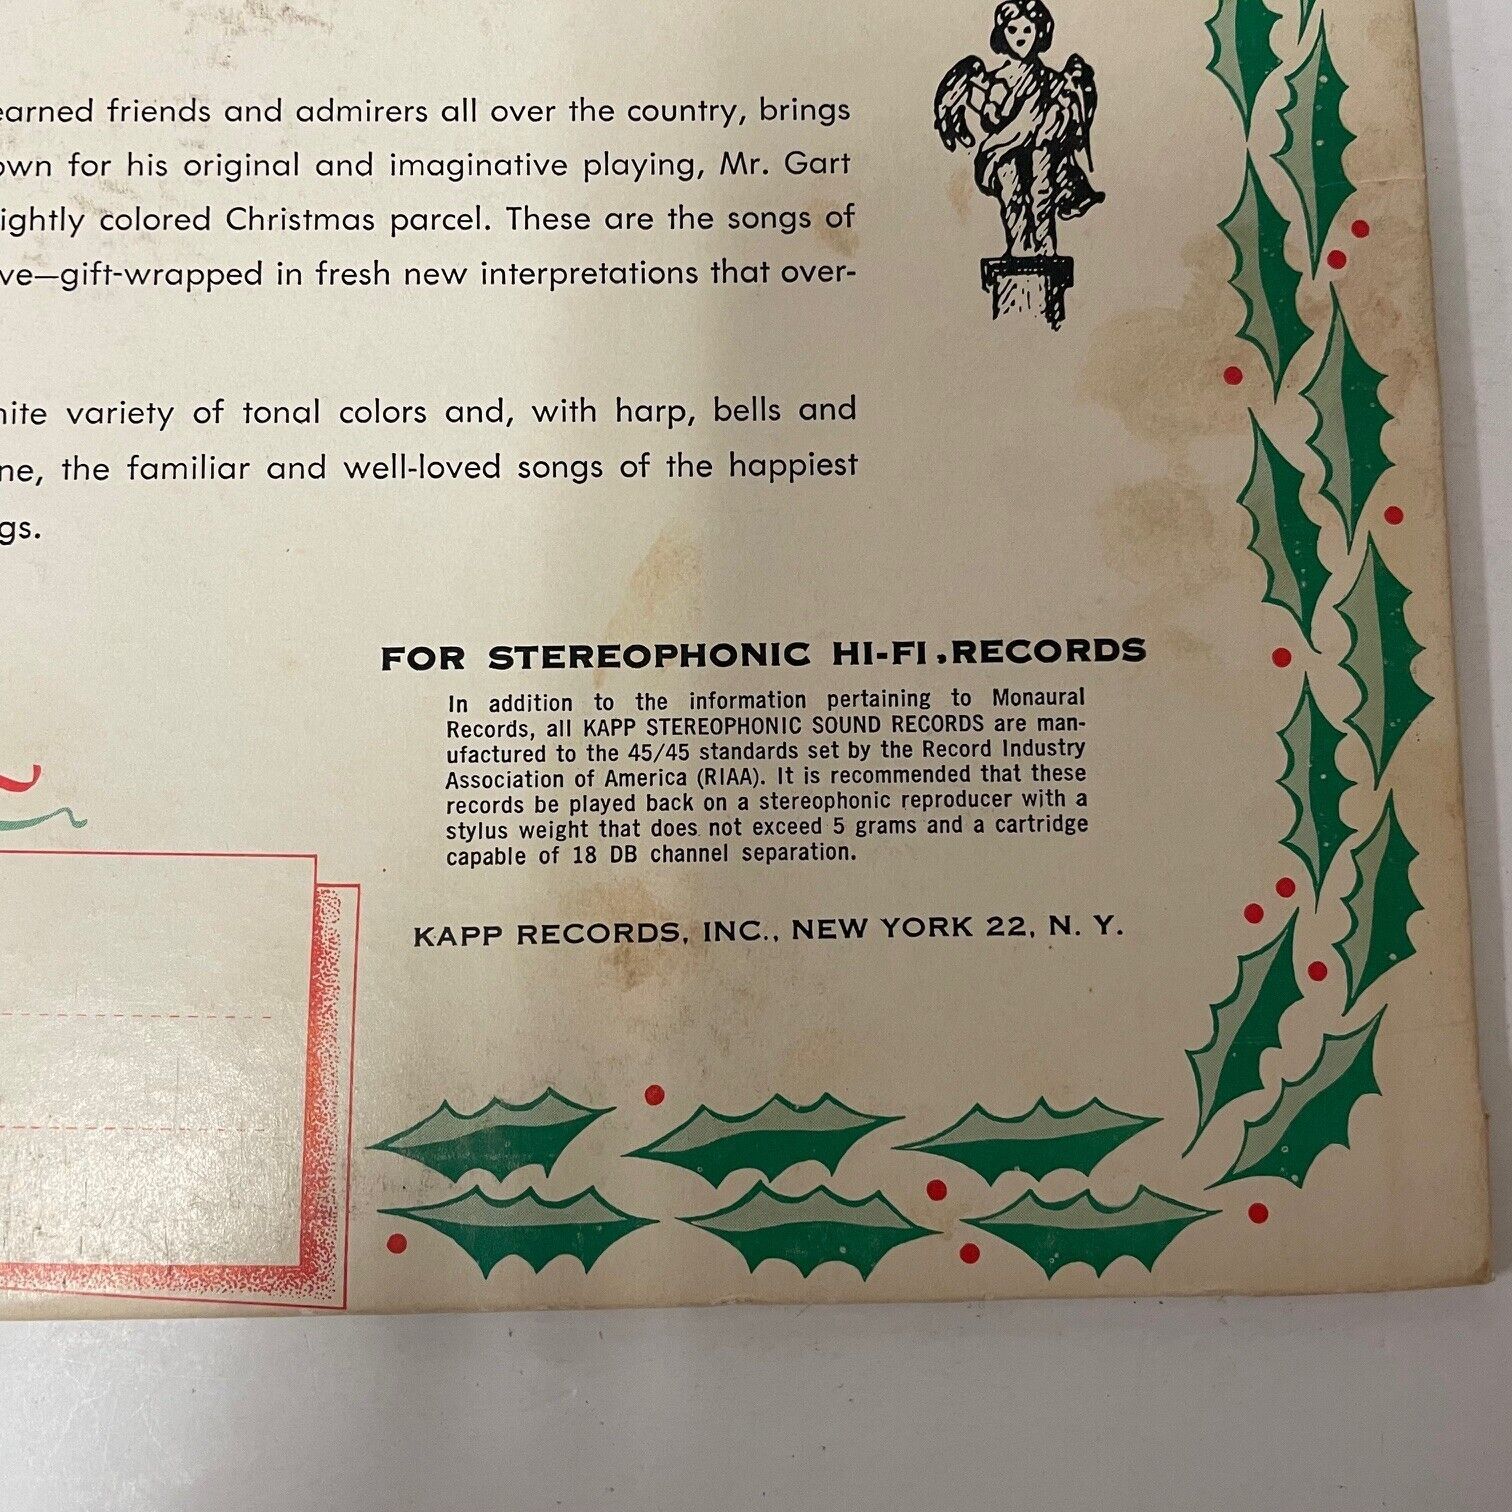 earned friends and admirers all over the country, brings
own for his original and imaginative playing, Mr. Gart
ightly colored Christmas parcel. These are the songs of
ve—gift-wrapped in fresh new interpretations that over-
nite variety of tonal colors and, with harp, bells and
ne, the familiar and well-loved songs of the happiest
gs.
FOR STEREOPHONIC HI-FI RECORDS
In addition to the information pertaining to Monaural
Records, all KAPP STEREOPHONIC SOUND RECORDS are man-
ufactured to the 45/45 standards set by the Record Industry
Association of America (RIAA). It is recommended that these
records be played back on a stereophonic reproducer with a
stylus weight that does not exceed 5 grams and a cartridge
capable of 18 DB channel separation.
KAPP RECORDS, INC., NEW YORK 22, N. Y.